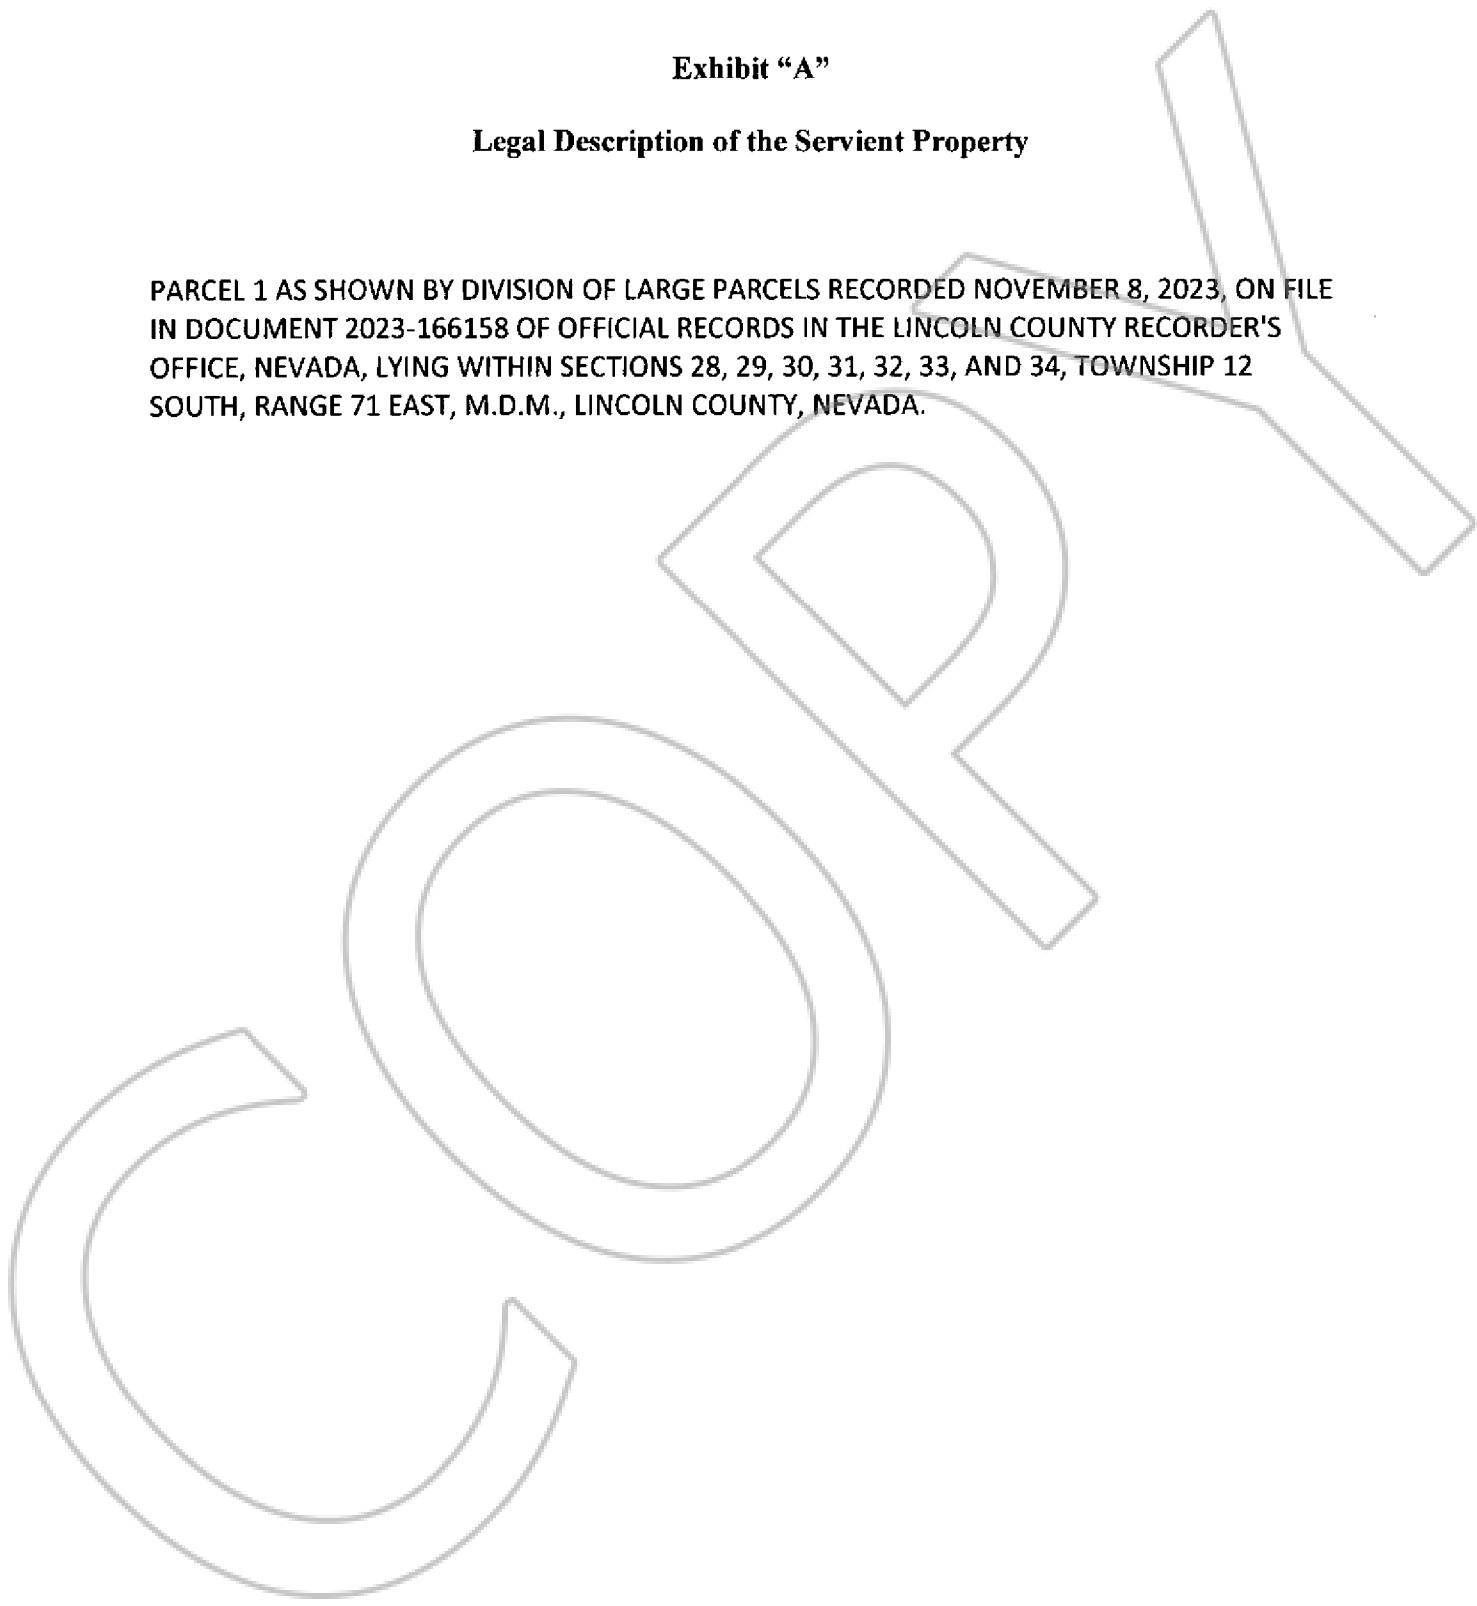 Exhibit “A”
Legal Description of the Servient Property
PARCEL 1 AS SHOWN BY DIVISION OF LARGE PARCELS RECORDED NOVEMBER 8, 2023, ON FILE
IN DOCUMENT 2023-166158 OF OFFICIAL RECORDS IN THE LINCOLN COUNTY RECORDER'S
OFFICE, NEVADA, LYING WITHIN SECTIONS 28, 29, 30, 31, 32, 33, AND 34, TOWNSHIP 12
SOUTH, RANGE 71 EAST, M.D.M., LINCOLN COUNTY, NEVADA.
COPY